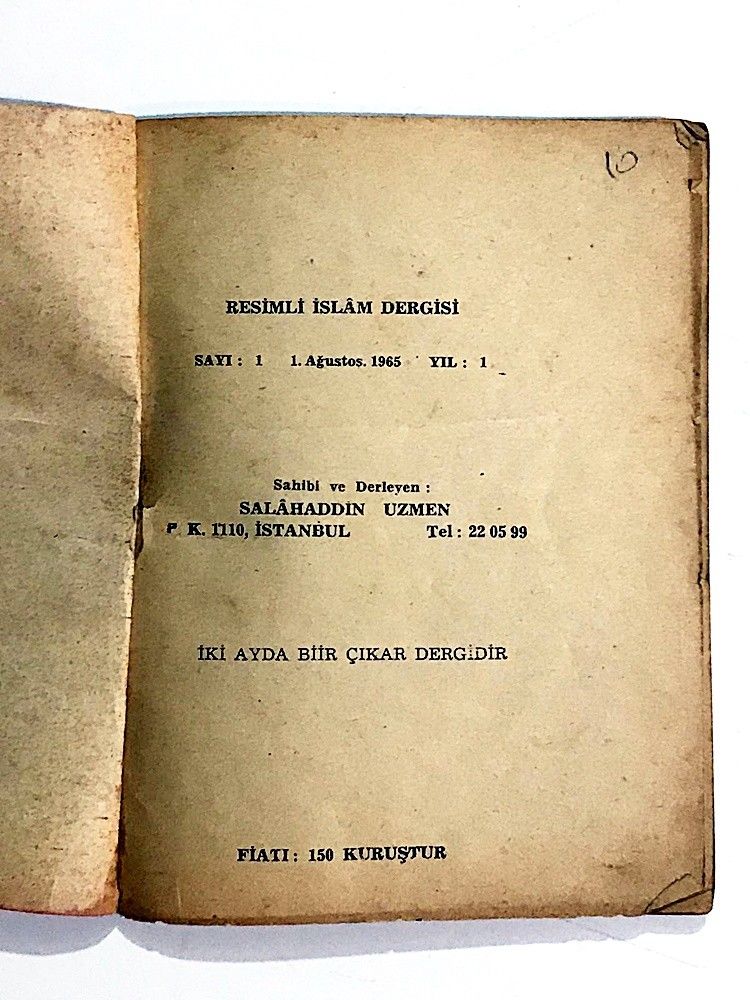 10
RESİMLİ İSLÂM DERGİSİ
SAYI : 1 1. Ağustos. 1965 YIL : 1
Sahibi ve Derleyen :
SALÂHADDİN UZMEN
P K. 1110, İSTANBUL Tel : 22 05 99
İKİ AYDA BİİR ÇIKAR DERGİDİR
FİATI : 150 KURUŞTUR